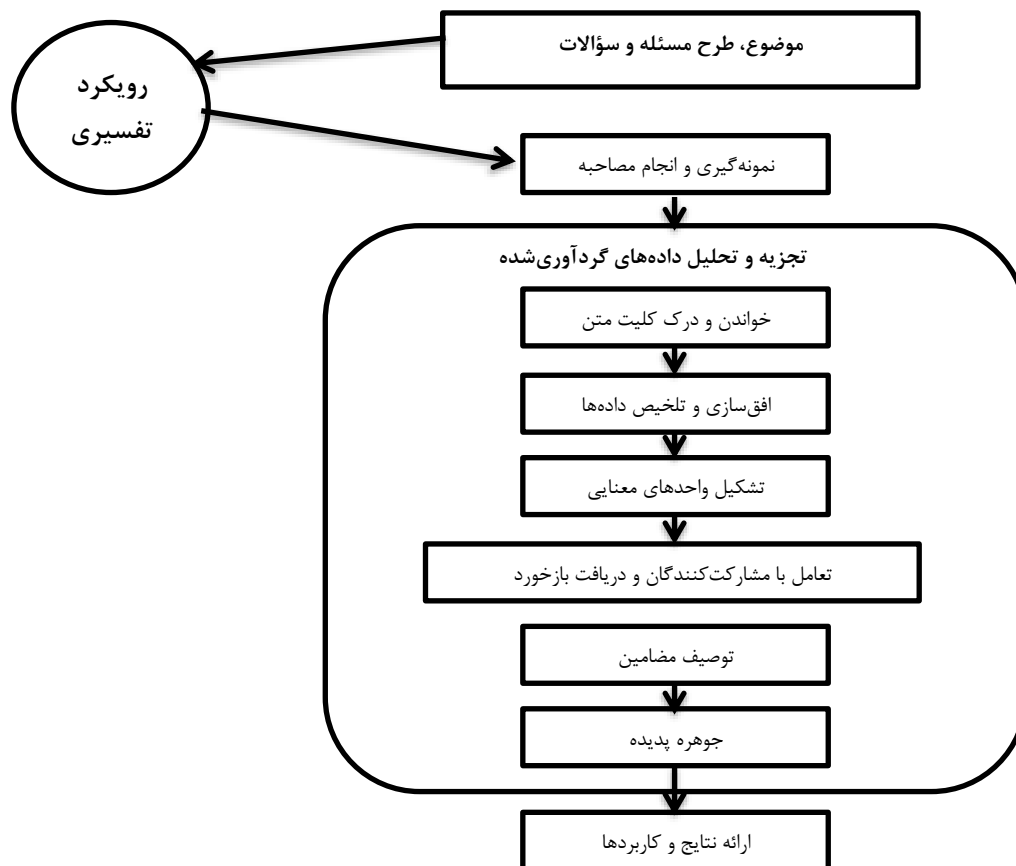 موضوع، طرح مسئله و سؤالات
رویکرد
تفسیری
نمونه‌گیری و انجام مصاحبه
تجزیه و تحلیل داده‌های گردآوری‌شده
خواندن و درک کلیت متن
افق‌سازی و تلخیص داده‌ها
تشکیل واحدهای معنایی
تعامل با مشارکت‌کنندگان و دریافت بازخورد
توصیف مضامین
جوهره پدیده
ارائه نتایج و کاربردها